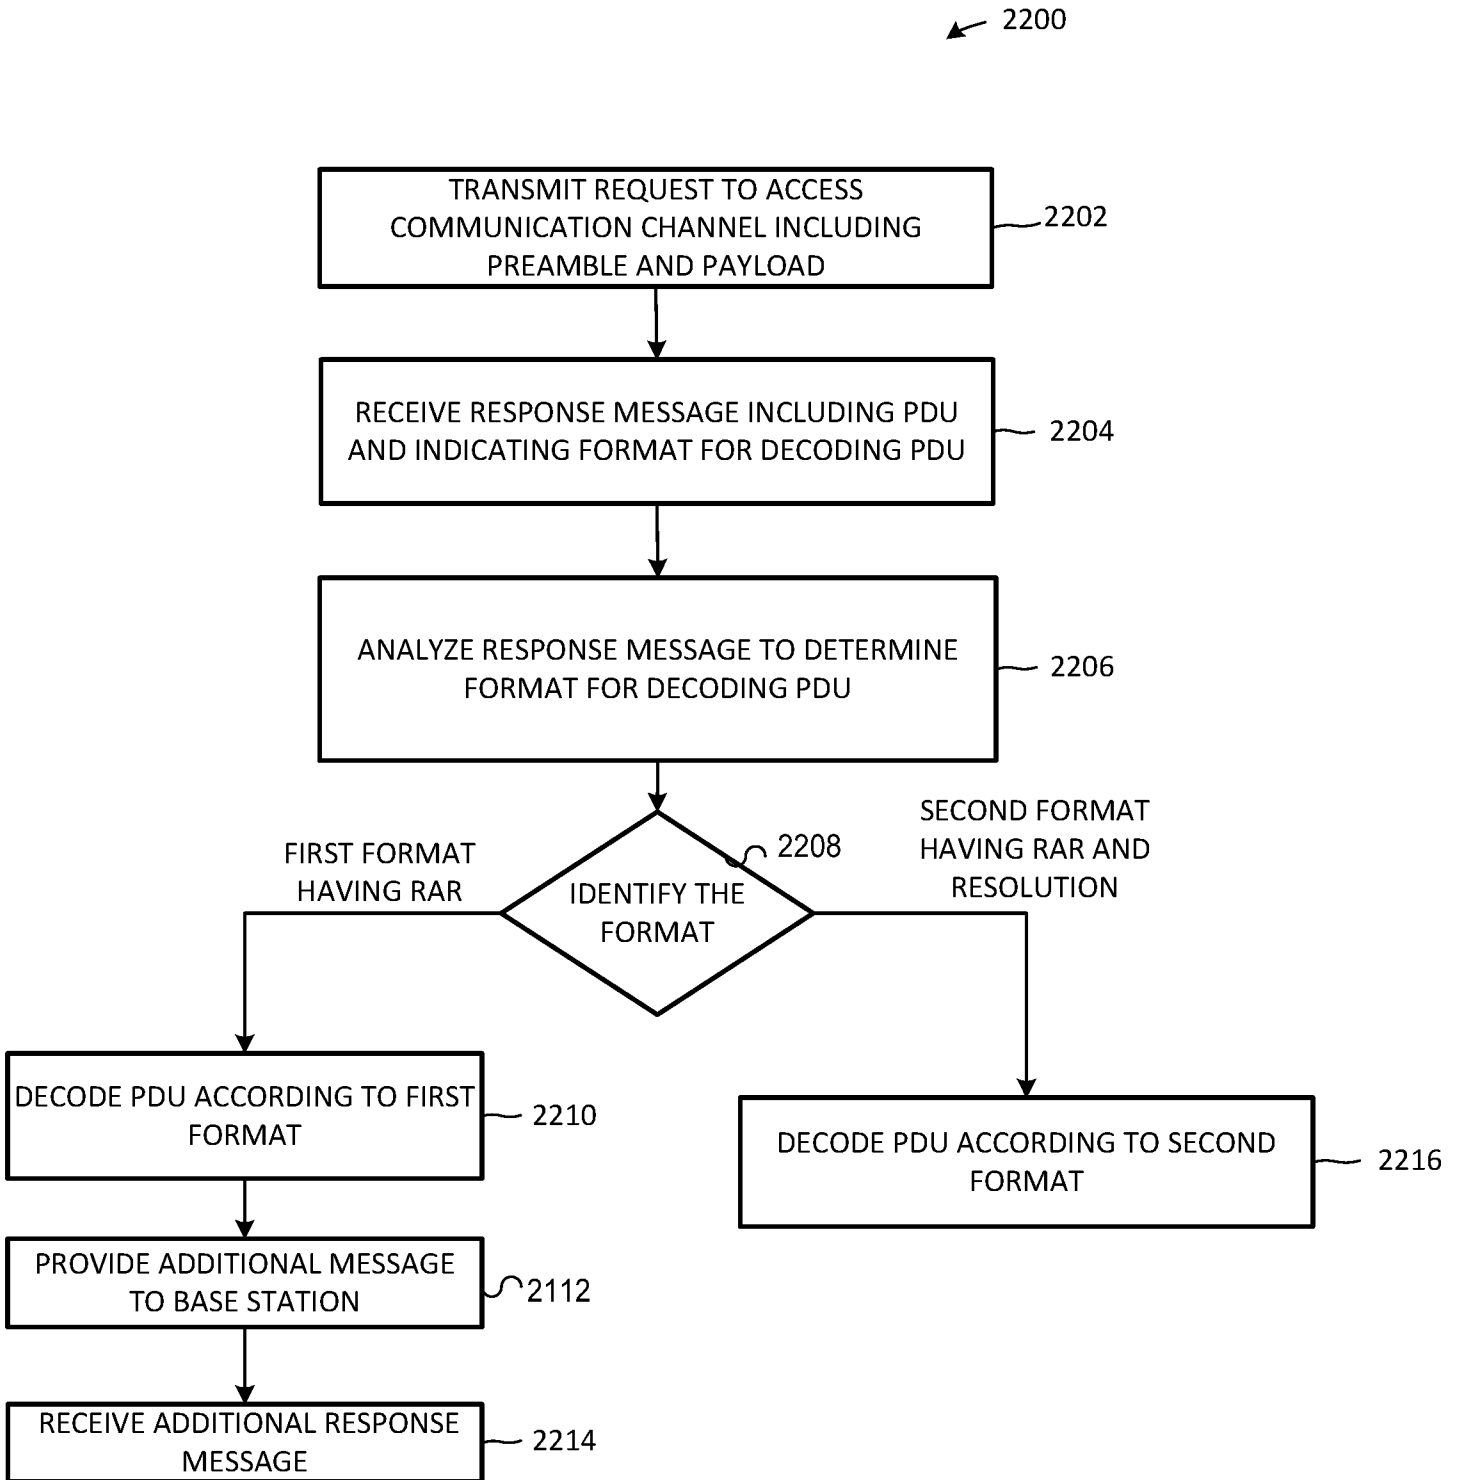 2200
TRANSMIT REQUEST TO ACCESS
COMMUNICATION CHANNEL INCLUDING
PREAMBLE AND PAYLOAD
2202
RECEIVE RESPONSE MESSAGE INCLUDING PDU
AND INDICATING FORMAT FOR DECODING PDU
2204
ANALYZE RESPONSE MESSAGE TO DETERMINE
FORMAT FOR DECODING PDU
2206
IDENTIFY THE
FORMAT
2208
FIRST FORMAT
HAVING RAR
SECOND FORMAT
HAVING RAR AND
RESOLUTION
DECODE PDU ACCORDING TO FIRST
FORMAT
2210
DECODE PDU ACCORDING TO SECOND
FORMAT
2216
PROVIDE ADDITIONAL MESSAGE
TO BASE STATION
2112
RECEIVE ADDITIONAL RESPONSE
MESSAGE
2214